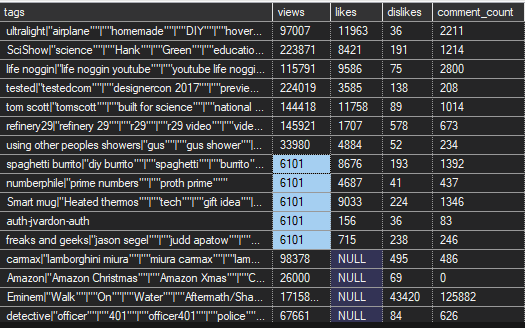 tags views likes dislikes comment_count
ultralight|"airplane""|""homemade""|""DIY""|""hover... 97007 11963 36 2211
SciShow|"science""|""Hank""|""Green""|""educatio... 223871 8421 191 1214
life noggin|"life noggin youtube""|""youtube life noggi... 115791 9586 75 2800
tested|"testedcom""|""designercon 2017""|""previe... 224019 3585 138 208
tom scott|"tomscott""|""built for science""|""national ... 144418 11758 89 1014
refinery29|"refinery 29""|""r29""|""r29 video""|""vide... 145921 1707 578 673
using other peoples showers|"gus""|""gus shower""|... 33980 4884 52 234
spaghetti burrito|"diy burrito""|""spaghetti""|""burrito"... 6101 8676 193 1392
numberphile|"prime numbers""|""proth prime"" 6101 4687 41 437
Smart mug|"Heated thermos""|""tech""|""gift idea""|... 6101 9033 224 1346
auth-jvardon-auth 6101 156 36 83
freaks and geeks|"jason segel""|""judd apatow""|""... 6101 715 238 246
carmax|"lamborghini miura""|""miura carmax""|""lam... 98378 NULL 495 486
Amazon|"Amazon Christmas""|""Amazon Xmas""|""C... 26000 NULL 69 0
Eminem|"Walk""|""On""|""Water""|""Aftermath/Sha... 17158... NULL 43420 125882
detective|"officer""|""401""|""officer401""|""police""... 67661 NULL 84 626